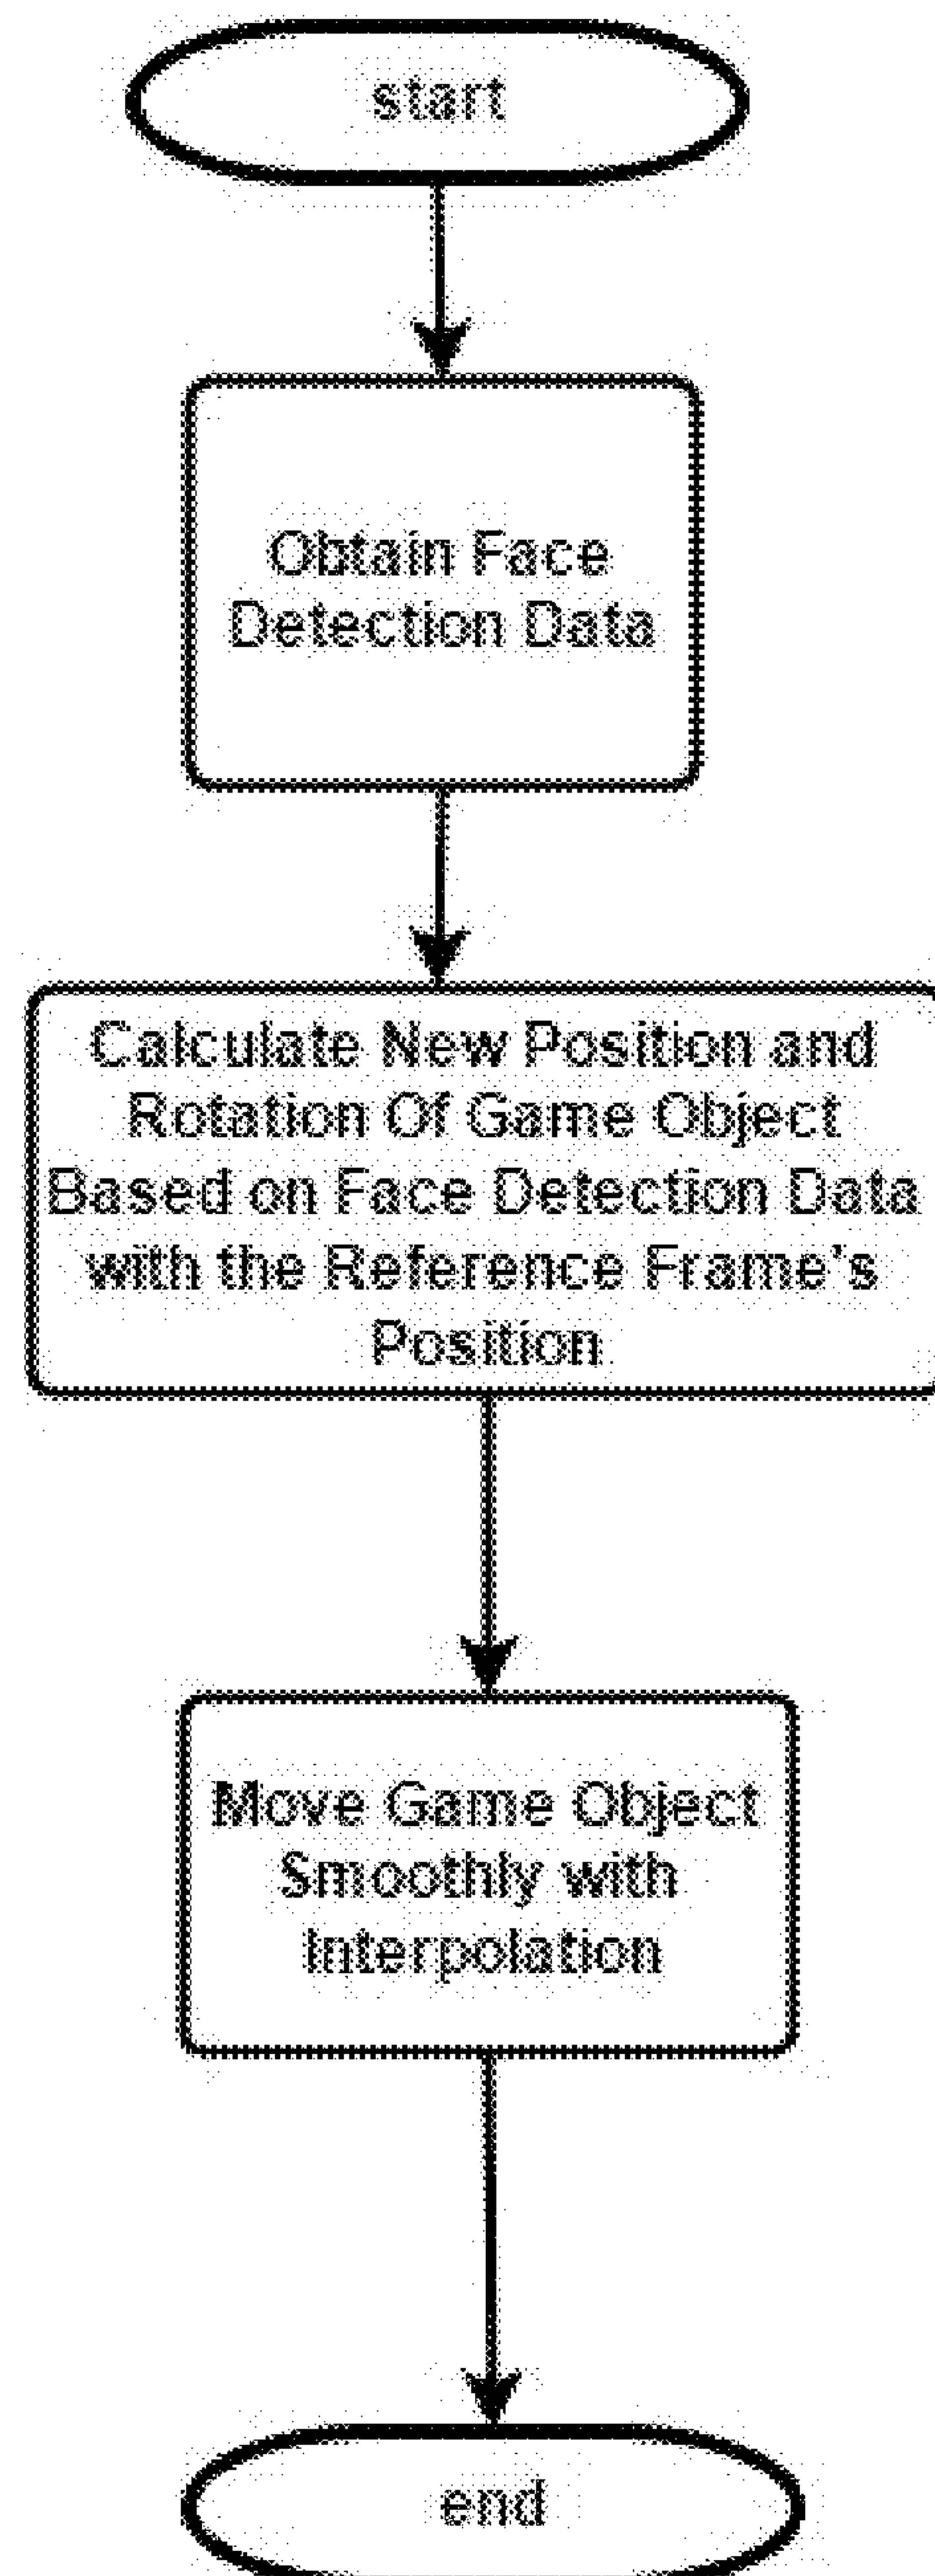 start
Obtain Face
Detection Data
Calculate New Position and
Rotation Of Game Object
Based on Face Detection Data
with the Reference Frame's
Position
Move Game Object
Smoothly with
Interpolation
end